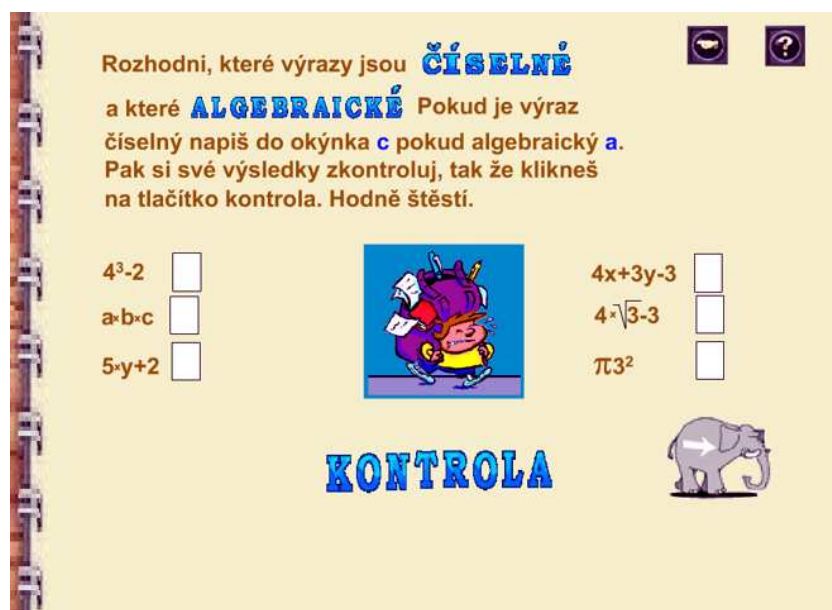 Rozhodni, které výrazy jsou ČÍSELNÉ
a které ALGEBRAICKÉ Pokud je výraz
číselný napiš do okýnka c pokud algebraický a.
Pak si své výsledky zkontroluj, tak že klikneš
na tlačítko kontrola. Hodně štěstí.
4³-2
a×b×c
5×y+2
4x+3y-3
4×√3-3
π3²
KONTROLA
?